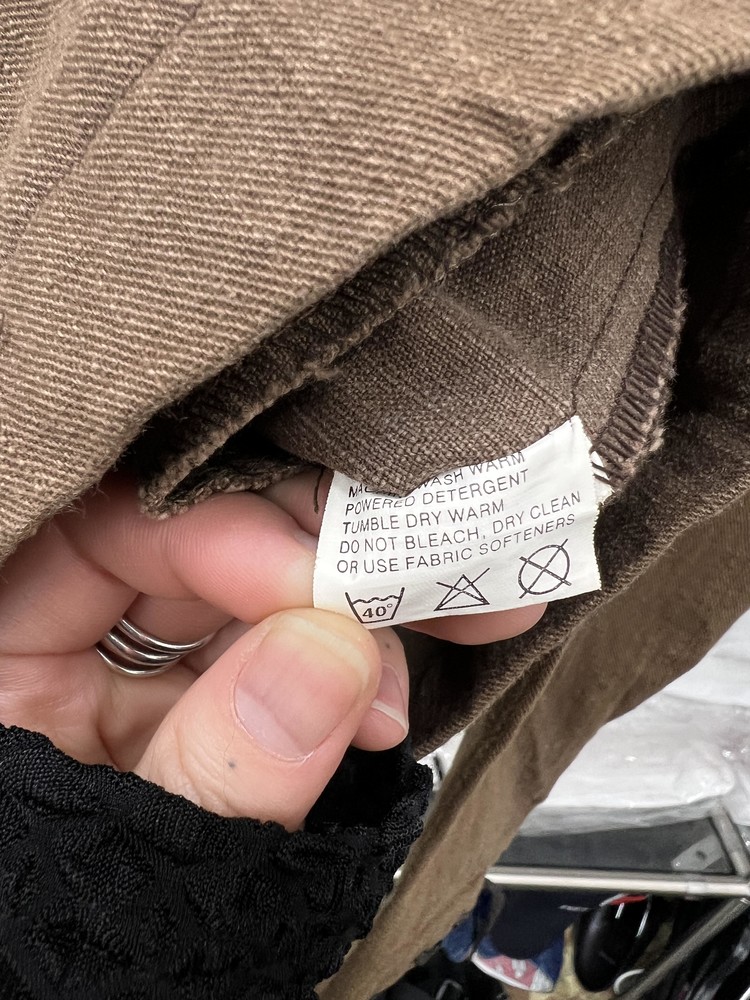 WASH WARM
POWERED DETERGENT
TUMBLE DRY WARM
DO NOT BLEACH, DRY CLEAN
OR USE FABRIC SOFTENERS
40°